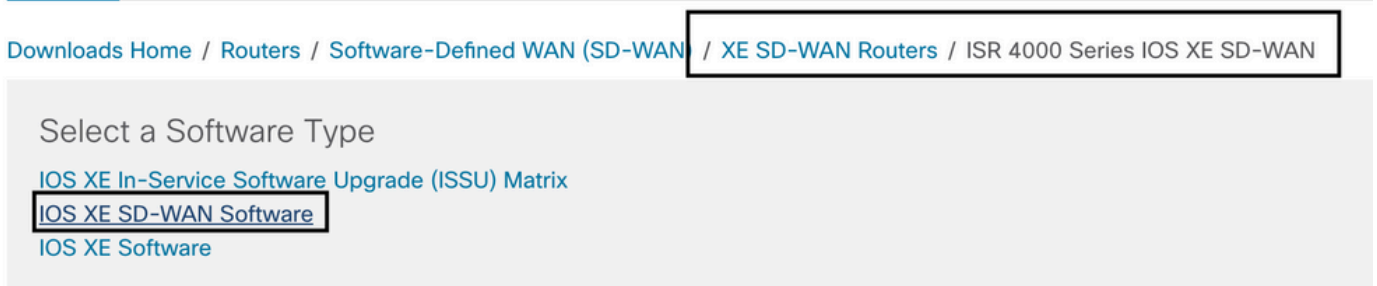 Downloads Home / Routers / Software-Defined WAN (SD-WAN) / XE SD-WAN Routers / ISR 4000 Series IOS XE SD-WAN
Select a Software Type
IOS XE In-Service Software Upgrade (ISSU) Matrix
IOS XE SD-WAN Software
IOS XE Software